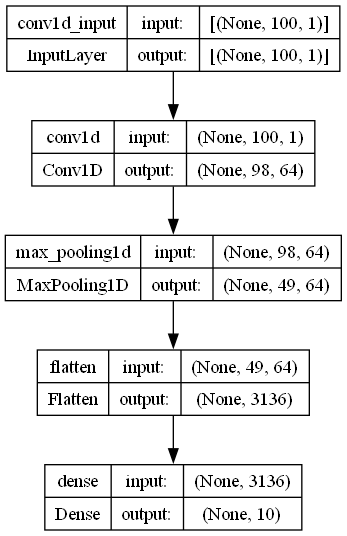 conv1d_input input: [(None, 100, 1)]
InputLayer output: [(None, 100, 1)]
conv1d input: (None, 100, 1)
Conv1D output: (None, 98, 64)
max_pooling1d input: (None, 98, 64)
MaxPooling1D output: (None, 49, 64)
flatten input: (None, 49, 64)
Flatten output: (None, 3136)
dense input: (None, 3136)
Dense output: (None, 10)